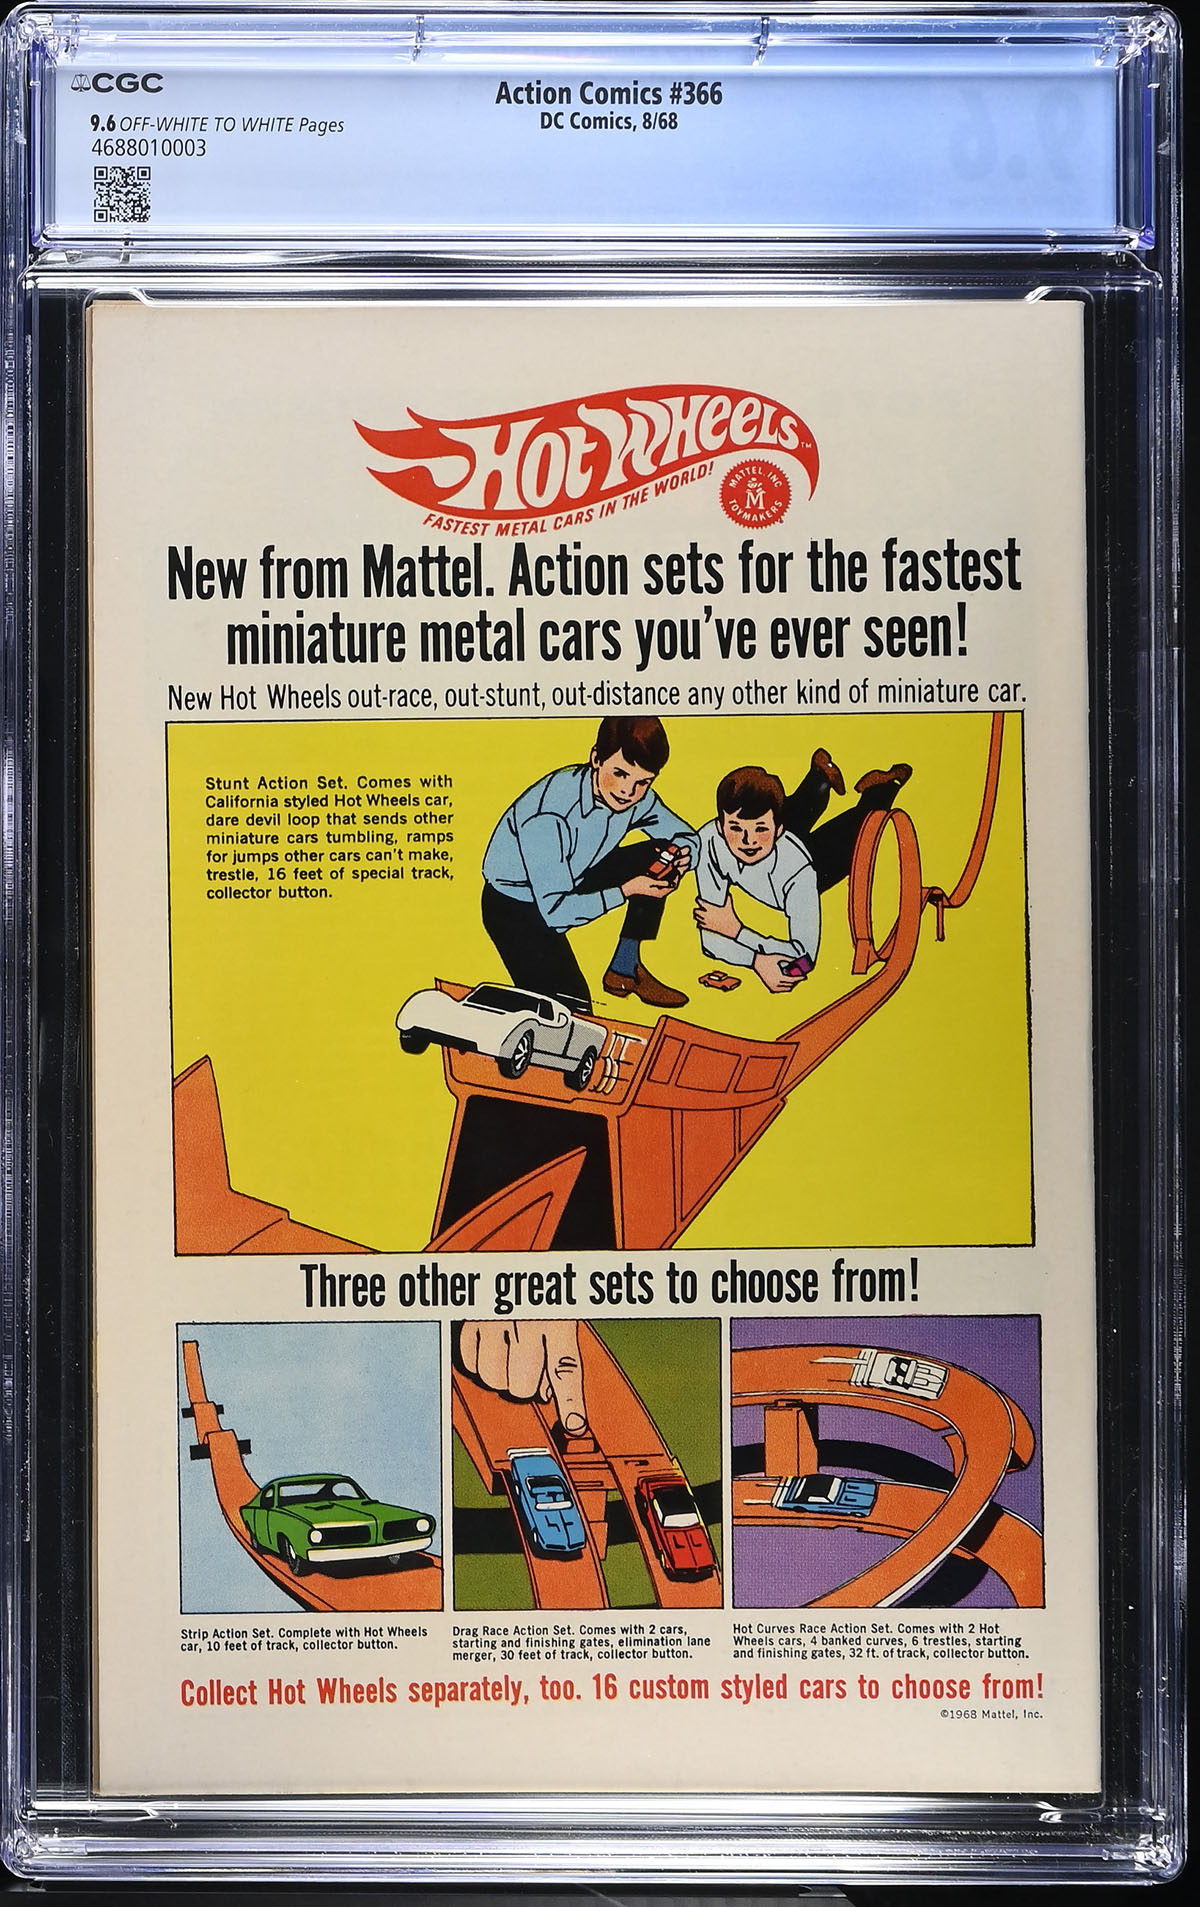 CGC
Action Comics #366
9.6 OFF-WHITE TO WHITE Pages
DC Comics, 8/68
4688010003
9.6
HOT WHEELS™
FASTEST METAL CARS IN THE WORLD!
MATTEL, INC.
M
TOYMAKERS
New from Mattel. Action sets for the fastest
miniature metal cars you've ever seen!
New Hot Wheels out-race, out-stunt, out-distance any other kind of miniature car.
Stunt Action Set. Comes with
California styled Hot Wheels car,
dare devil loop that sends other
miniature cars tumbling, ramps
for jumps other cars can't make,
trestle, 16 feet of special track,
collector button.
Three other great sets to choose from!
Strip Action Set. Complete with Hot Wheels
car, 10 feet of track, collector button.
Drag Race Action Set. Comes with 2 cars,
starting and finishing gates, elimination lane
merger, 30 feet of track, collector button.
Hot Curves Race Action Set. Comes with 2 Hot
Wheels cars, 4 banked curves, 6 trestles, starting
and finishing gates, 32 ft. of track, collector button.
Collect Hot Wheels separately, too. 16 custom styled cars to choose from!
©1968 Mattel, Inc.